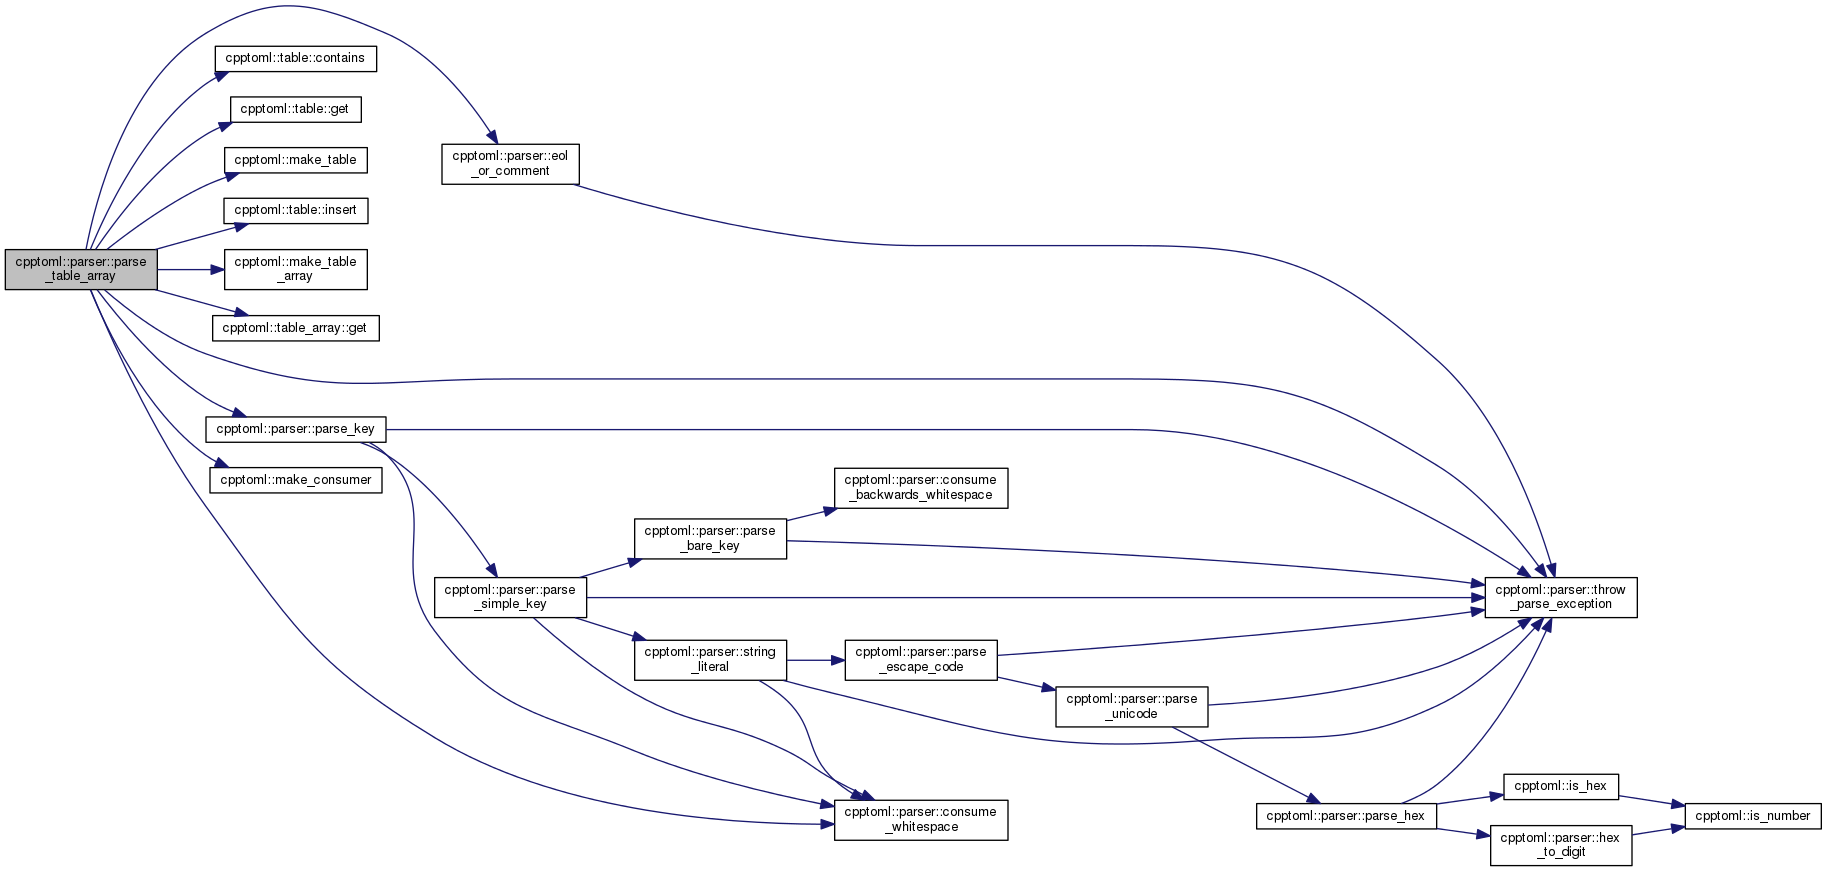 cpptoml::table::contains
cpptoml::table::get
cpptoml::make_table
cpptoml::table::insert
cpptoml::parser::parse
_table_array
cpptoml::make_table
_array
cpptoml::table_array::get
cpptoml::parser::parse_key
cpptoml::make_consumer
cpptoml::parser::eol
_or_comment
cpptoml::parser::parse
_simple_key
cpptoml::parser::parse
_bare_key
cpptoml::parser::string
_literal
cpptoml::parser::consume
_backwards_whitespace
cpptoml::parser::parse
_escape_code
cpptoml::parser::consume
_whitespace
cpptoml::parser::parse
_unicode
cpptoml::parser::parse_hex
cpptoml::parser::throw
_parse_exception
cpptoml::is_hex
cpptoml::parser::hex
_to_digit
cpptoml::is_number